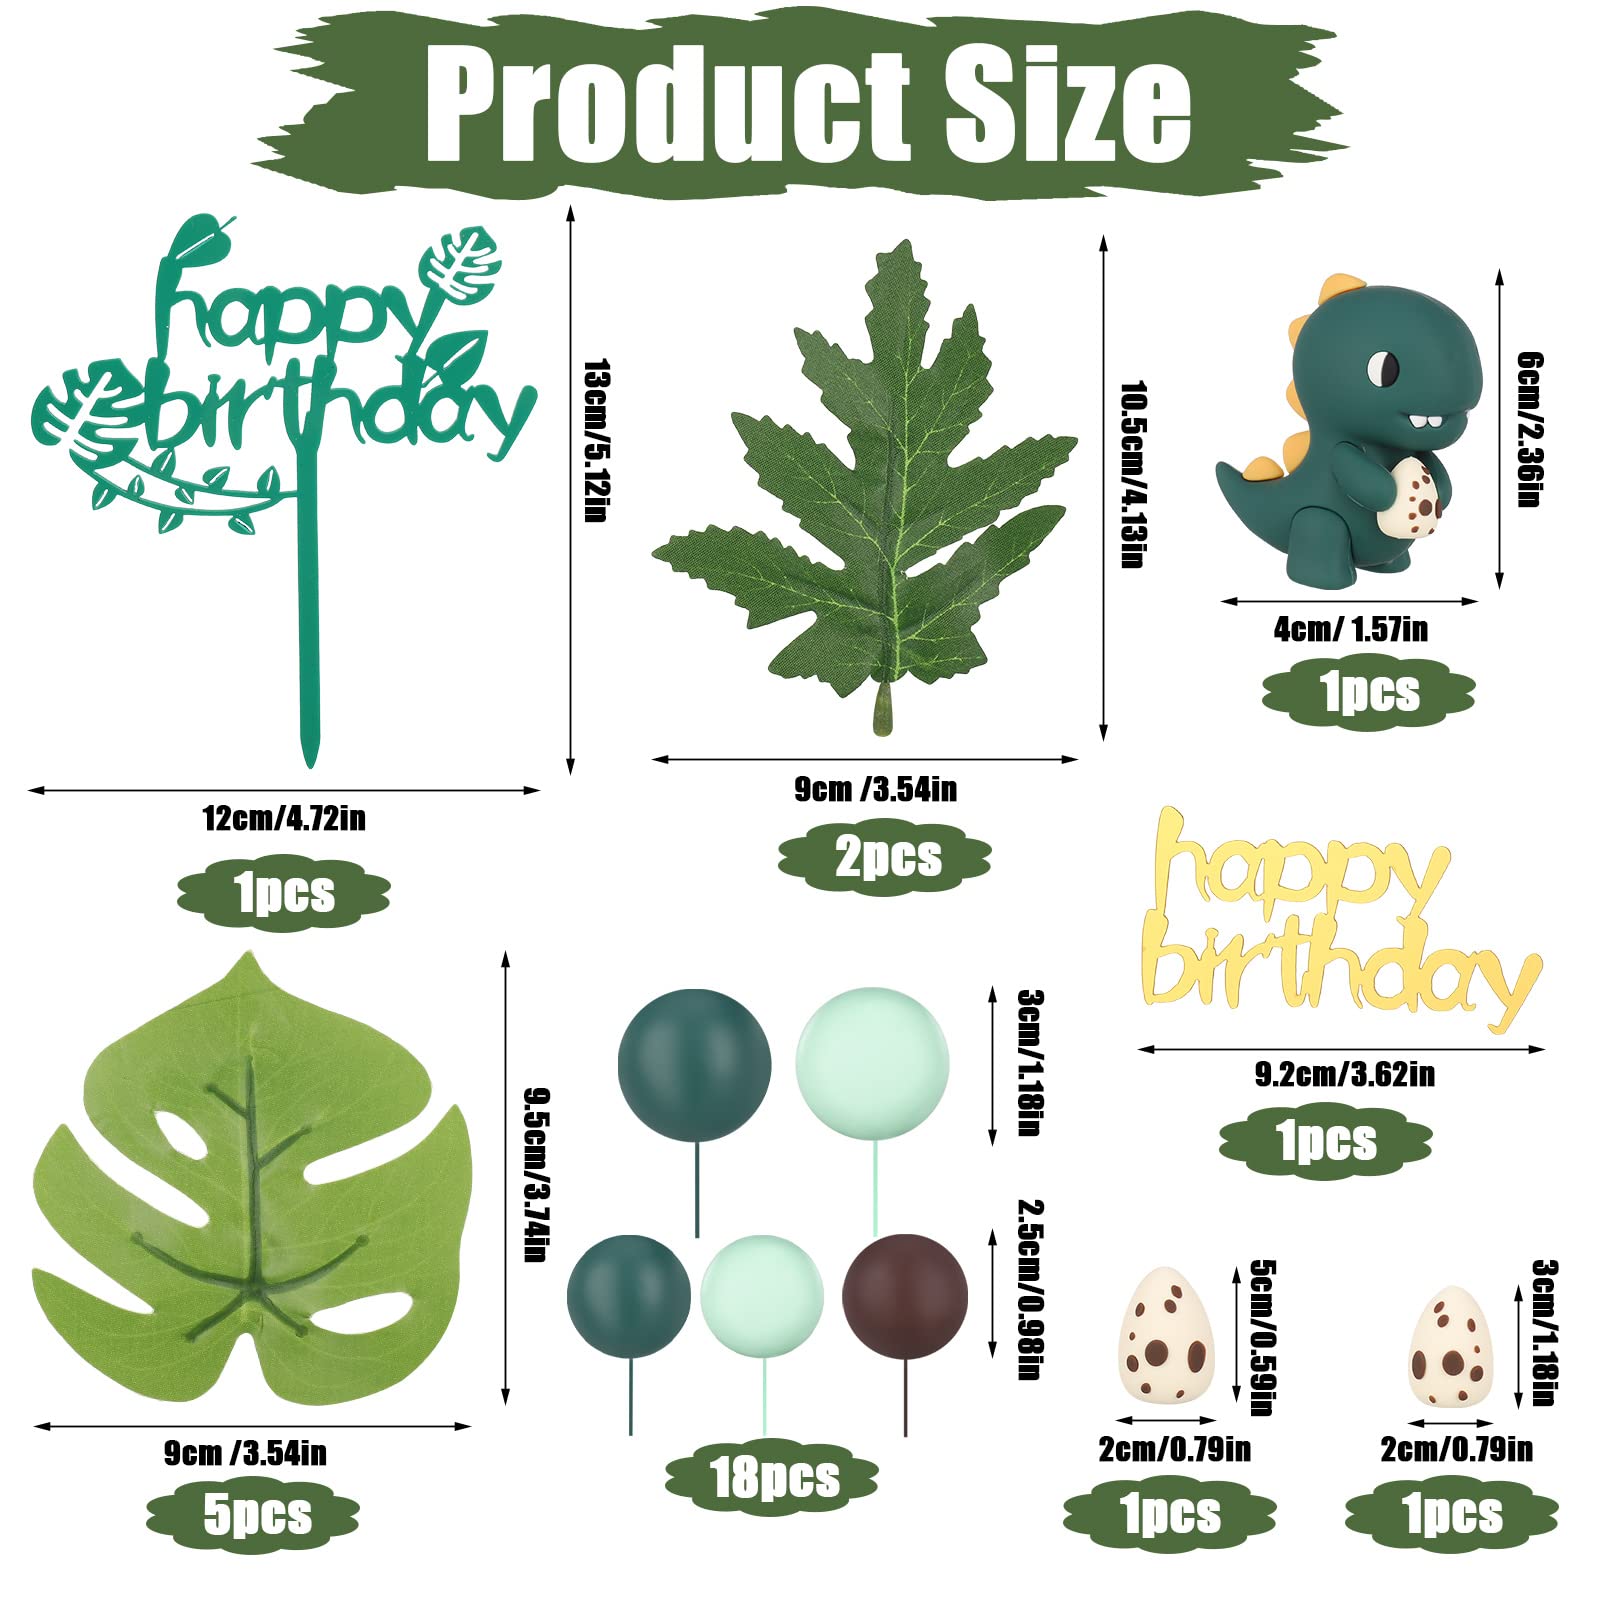 Product Size
happy
birthday
13cm/5.12in
12cm/4.72in
1pcs
10.5cm/4.13in
9cm /3.54in
2pcs
6cm/2.36in
4cm/ 1.57in
1pcs
happy
birthday
9.2cm/3.62in
1pcs
9.5cm/3.74in
9cm /3.54in
5pcs
3cm/1.18in
2.5cm/0.98in
18pcs
5cm/0.59in
2cm/0.79in
1pcs
3cm/1.18in
2cm/0.79in
1pcs